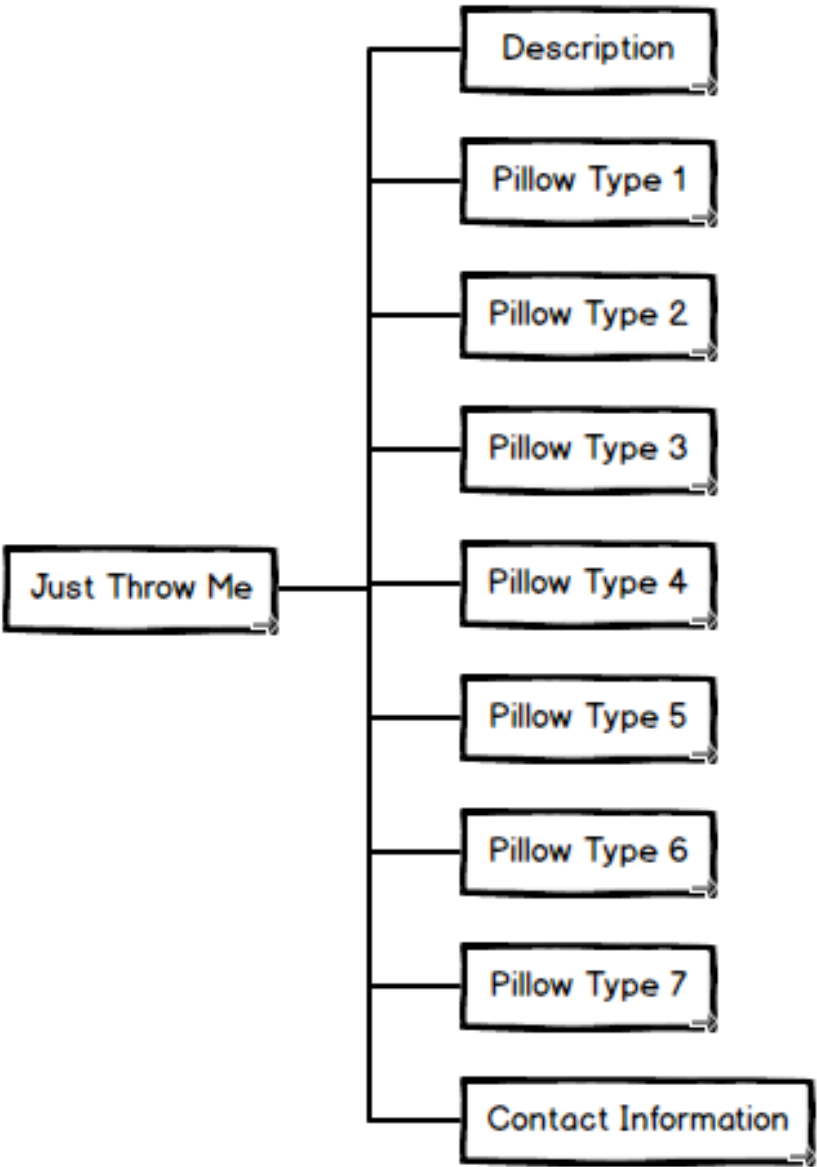 Description
Pillow Type 1
Pillow Type 2
Pillow Type 3
Just Throw Me
Pillow Type 4
Pillow Type 5
Pillow Type 6
Pillow Type 7
Contact Information